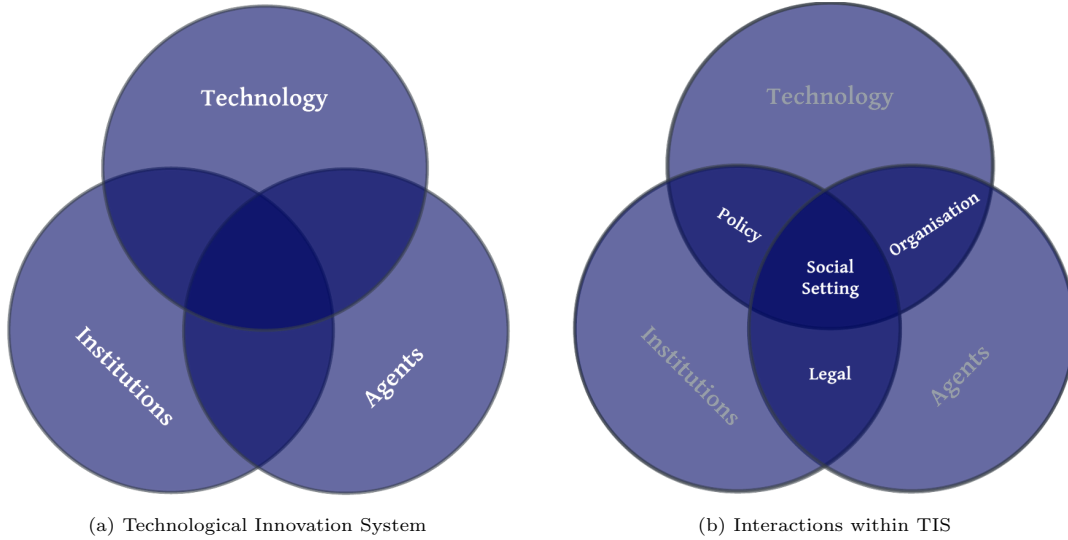 Technology
Institutions
Agents
(a) Technological Innovation System
Technology
Policy
Organisation
Social
Setting
Legal
Institutions
Agents
(b) Interactions within TIS